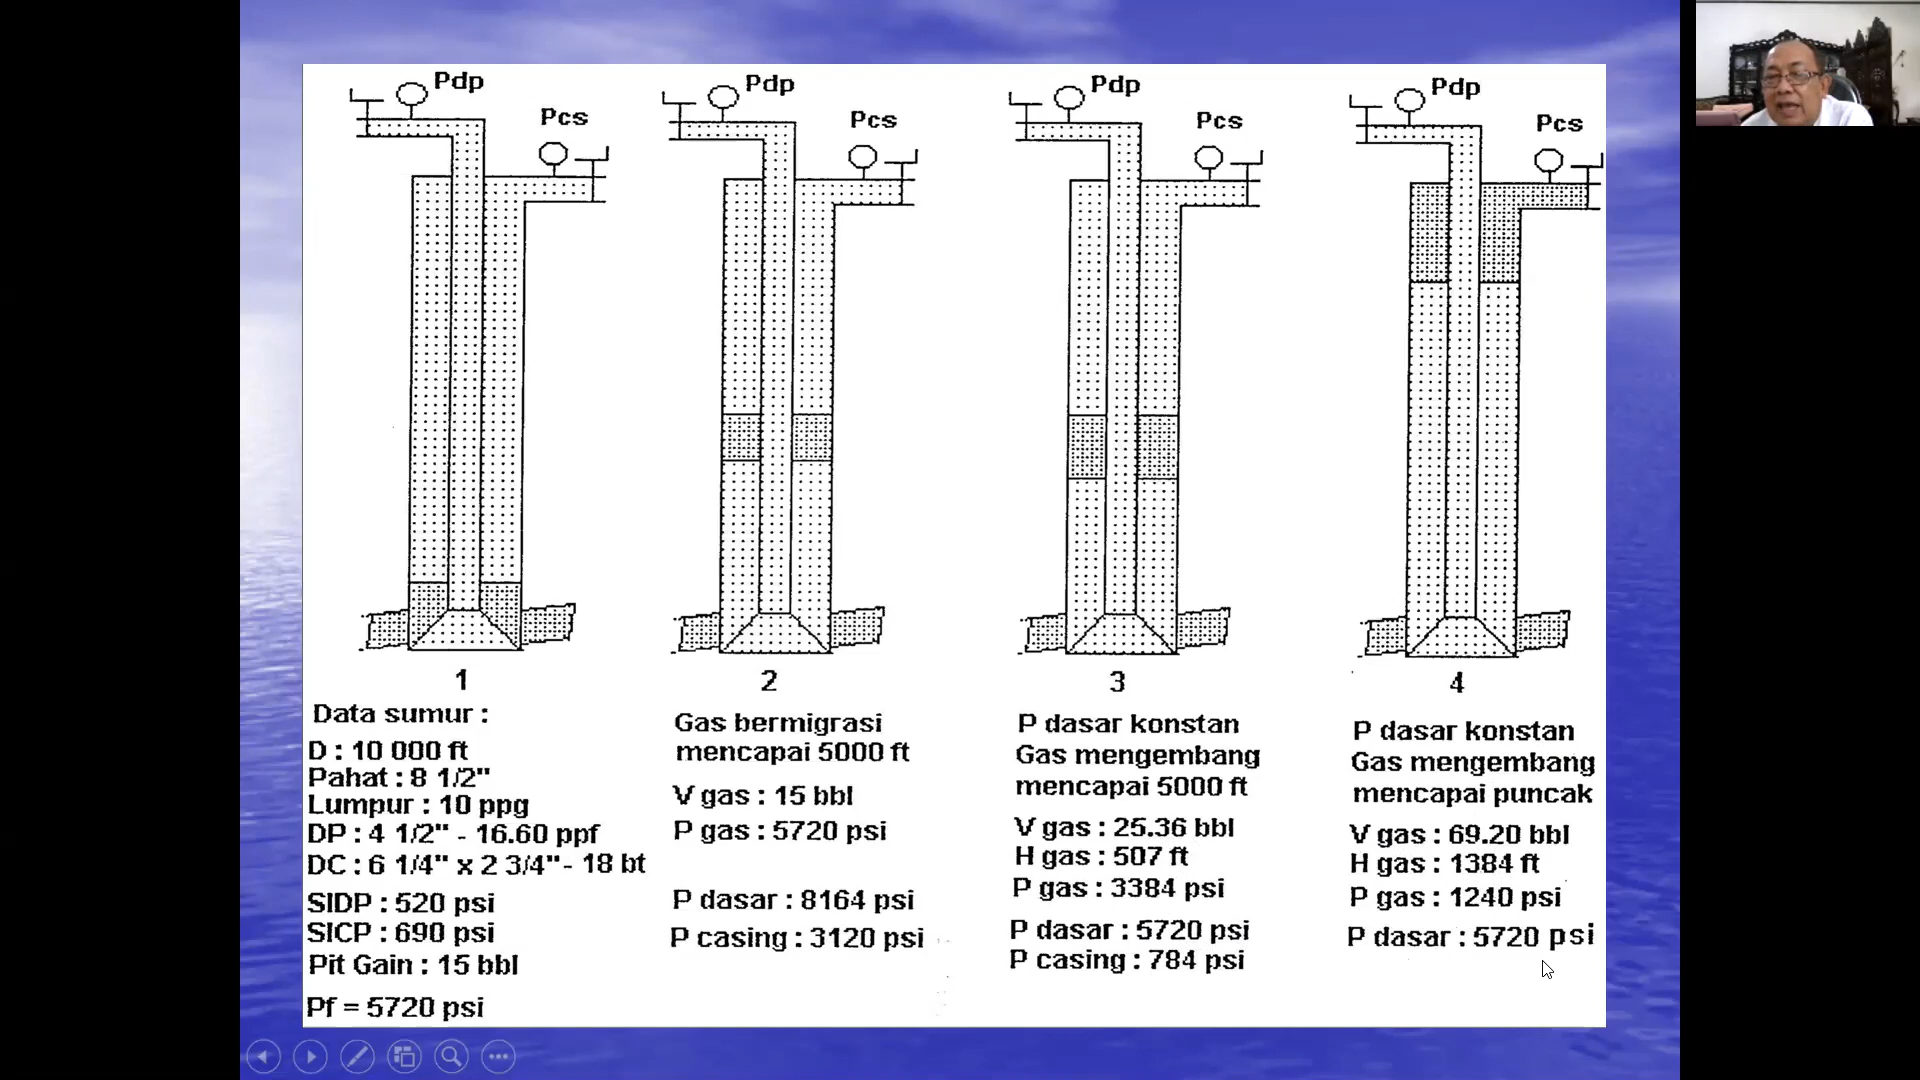 Pdp
Pcs
Pdp
Pcs
Pdp
Pcs
Pdp
Pcs
1
Data sumur :
D : 10 000 ft
Pahat : 8 1/2"
Lumpur : 10 ppg
DP : 4 1/2" - 16.60 ppf
DC : 6 1/4" x 2 3/4" - 18 bt
SIDP : 520 psi
SICP : 690 psi
Pit Gain : 15 bbl
Pf = 5720 psi
2
Gas bermigrasi
mencapai 5000 ft
V gas : 15 bbl
P gas : 5720 psi
P dasar : 8164 psi
P casing : 3120 psi
3
P dasar konstan
Gas mengembang
mencapai 5000 ft
V gas : 25.36 bbl
H gas : 507 ft
P gas : 3384 psi
P dasar : 5720 psi
P casing : 784 psi
4
P dasar konstan
Gas mengembang
mencapai puncak
V gas : 69.20 bbl
H gas : 1384 ft
P gas : 1240 psi
P dasar : 5720 psi